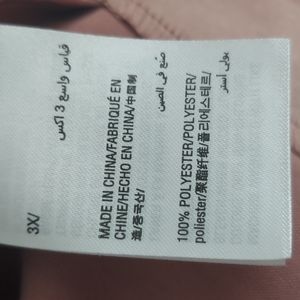 3X/
قياس واسع 3 اكس
MADE IN CHINA/FABRIQUÉ EN
CHINE/HECHO EN CHINA/中国制
造/중국산/
صنع في الصين
100% POLYESTER/POLYESTER/
poliester/聚酯纤维/폴리에스테르/
بولي استر